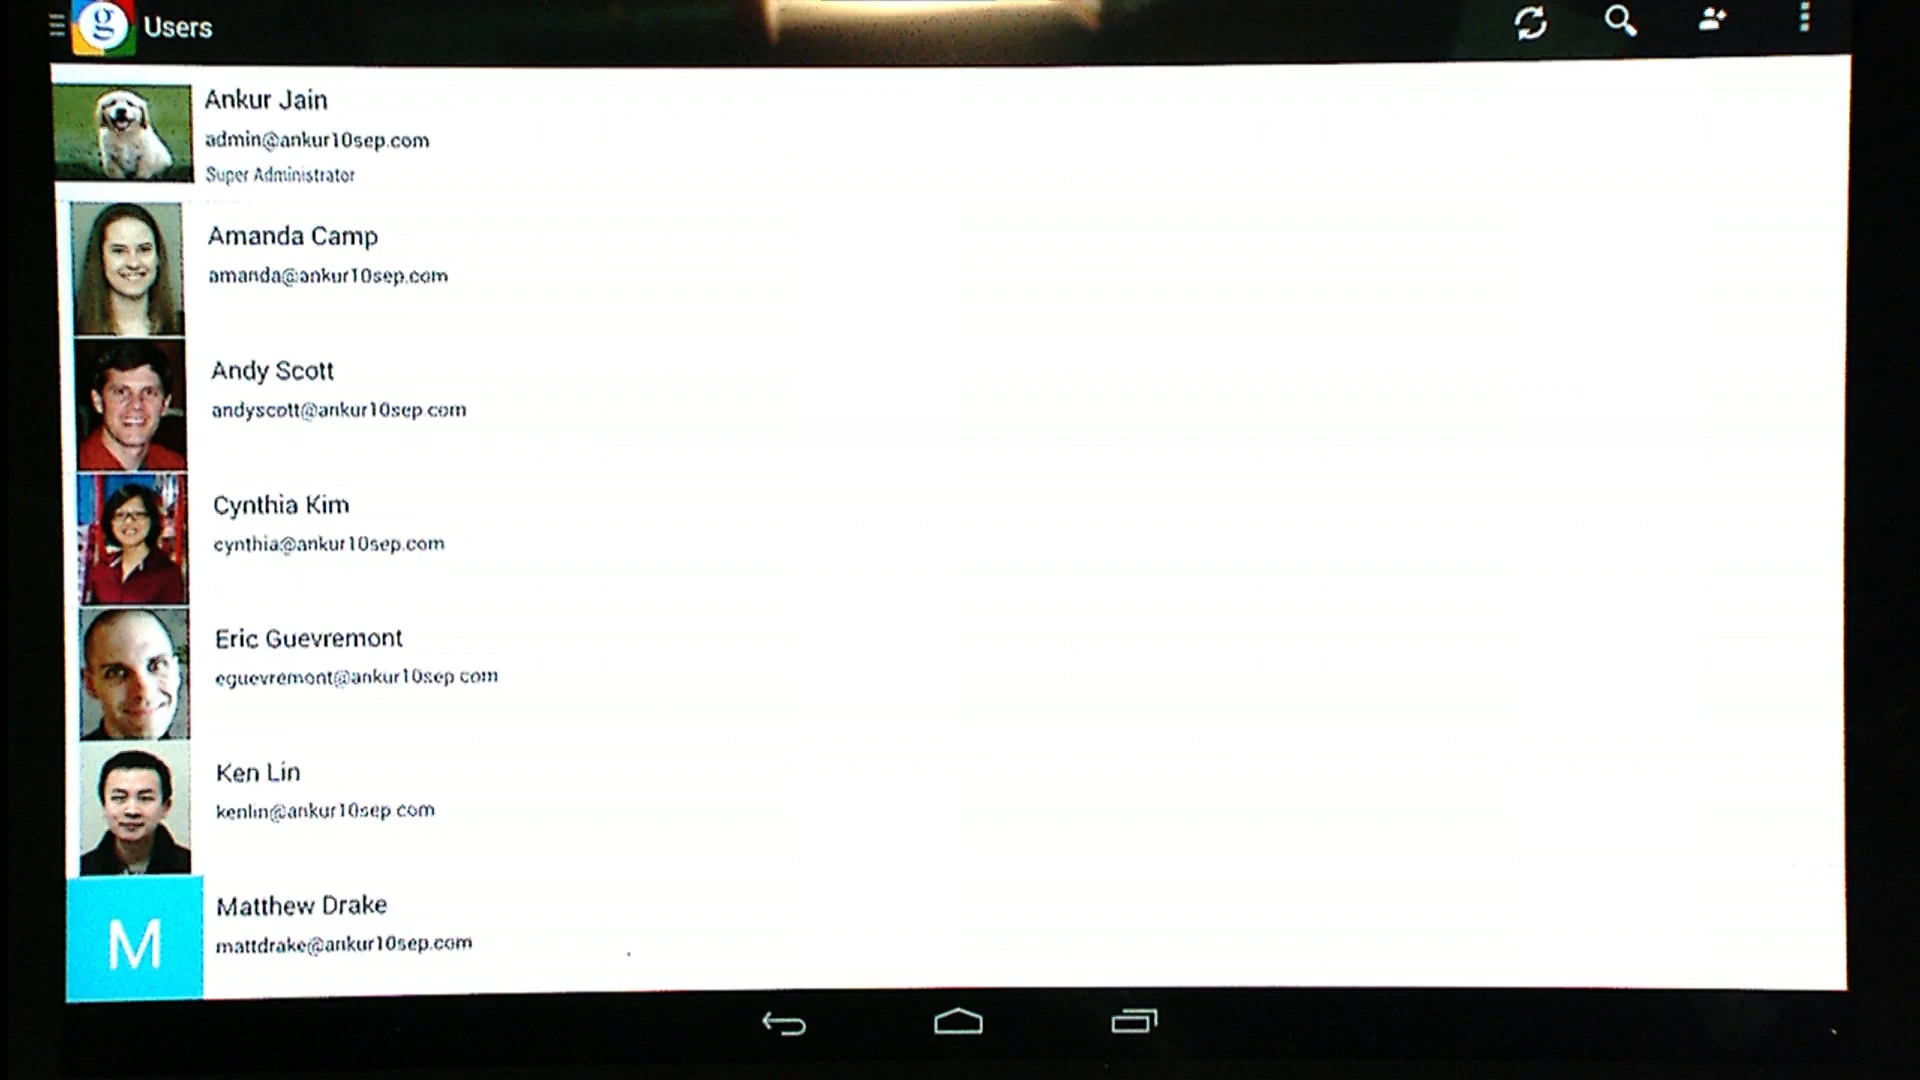 g Users
Ankur Jain
admin@ankur10sep.com
Super Administrator
Amanda Camp
amanda@ankur10sep.com
Andy Scott
andyscott@ankur10sep.com
Cynthia Kim
cynthia@ankur10sep.com
Eric Guevremont
eguevremont@ankur10sep.com
Ken Lin
kenlin@ankur10sep.com
M
Matthew Drake
mattdrake@ankur10sep.com